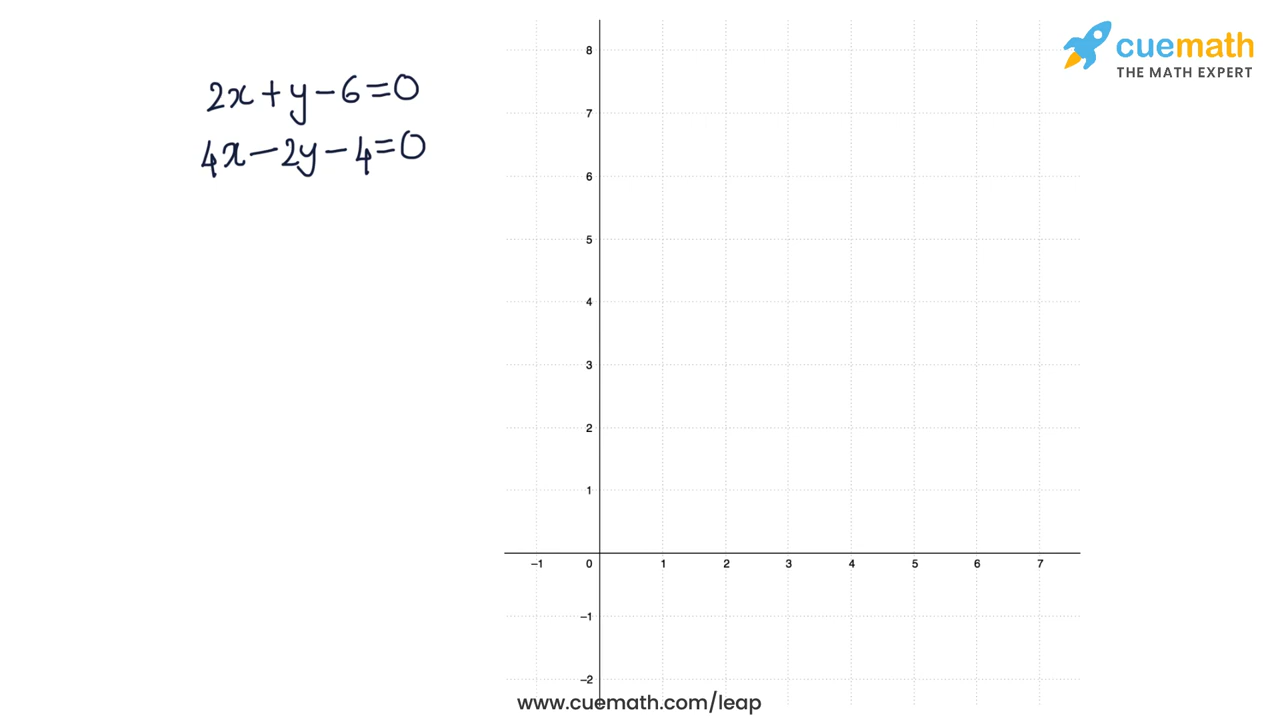 cuemath
THE MATH EXPERT
2x+y-6=0
4x-2y-4=0
8
7
6
5
4
3
2
1
-1 0 1 2 3 4 5 6 7
-1
-2
www.cuemath.com/leap